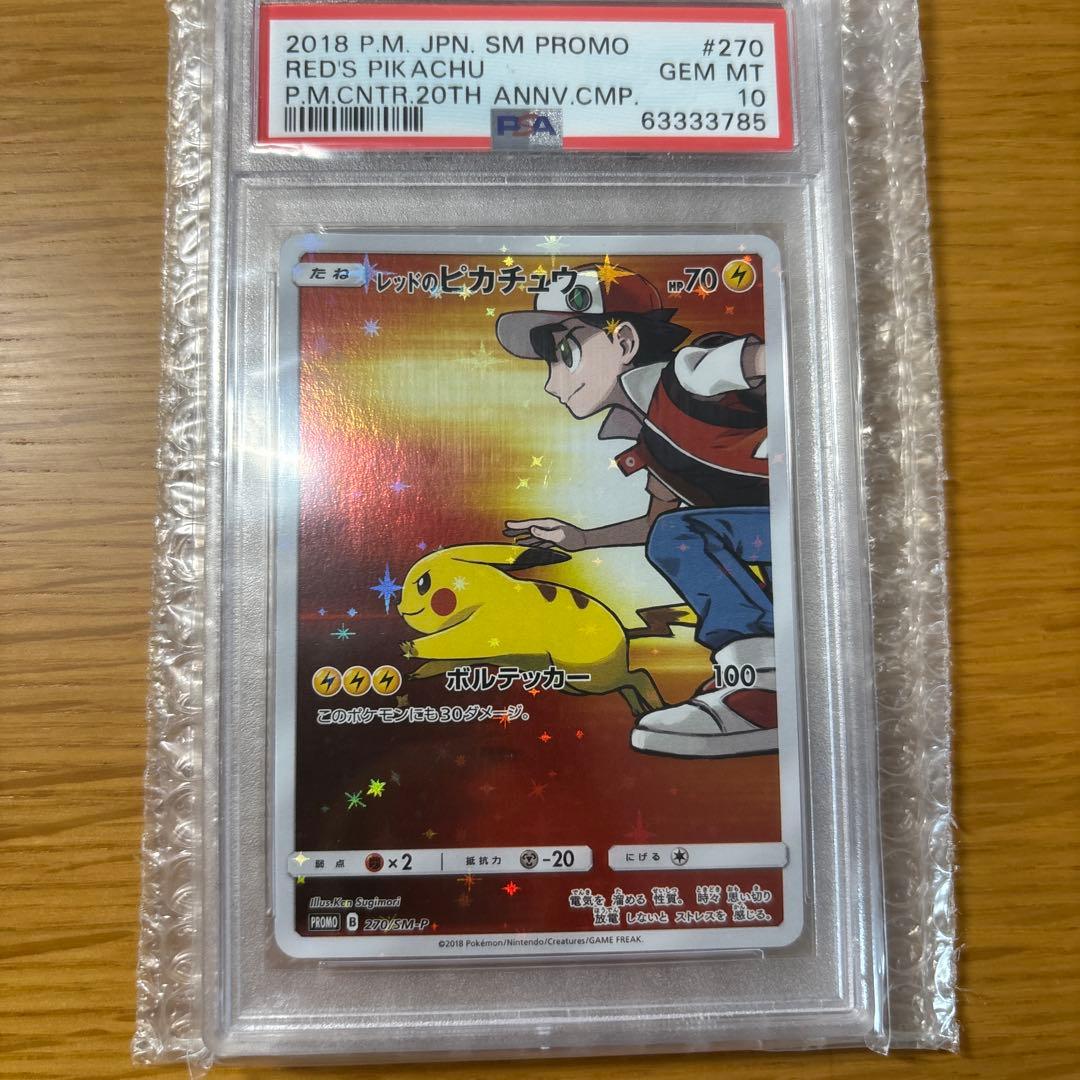 2018 P.M. JPN. SM PROMO #270
RED'S PIKACHU GEM MT
P.M.CNTR.20TH ANNV.CMP. 10
PSA 63333785
たね レッドのピカチュウ HP70
ボルテッカー 100
このポケモンにも30ダメージ。
弱点 ×2 抵抗力 -20 にげる
Illus.Ken Sugimori
電気を 溜める 性質。 時々 思い切り
放電 しないと ストレスを 感じる。
PROMO B 270/SM-P
©2018 Pokémon/Nintendo/Creatures/GAME FREAK.